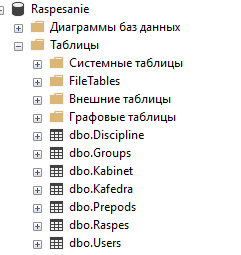 Raspesanie
Диаграммы баз данных
Таблицы
Системные таблицы
FileTables
Внешние таблицы
Графовые таблицы
dbo.Discipline
dbo.Groups
dbo.Kabinet
dbo.Kafedra
dbo.Prepods
dbo.Raspes
dbo.Users